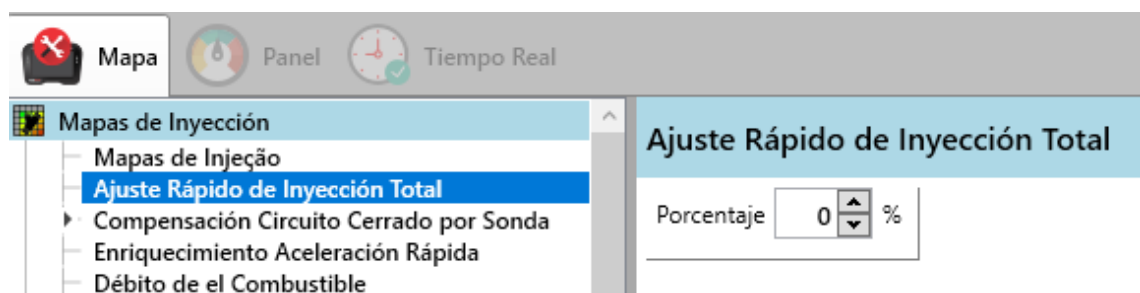 Mapa Panel Tiempo Real
Mapas de Inyección
Mapas de Injeção
Ajuste Rápido de Inyección Total
Compensación Circuito Cerrado por Sonda
Enriquecimiento Aceleración Rápida
Débito de el Combustible
Ajuste Rápido de Inyección Total
Porcentaje 0 %